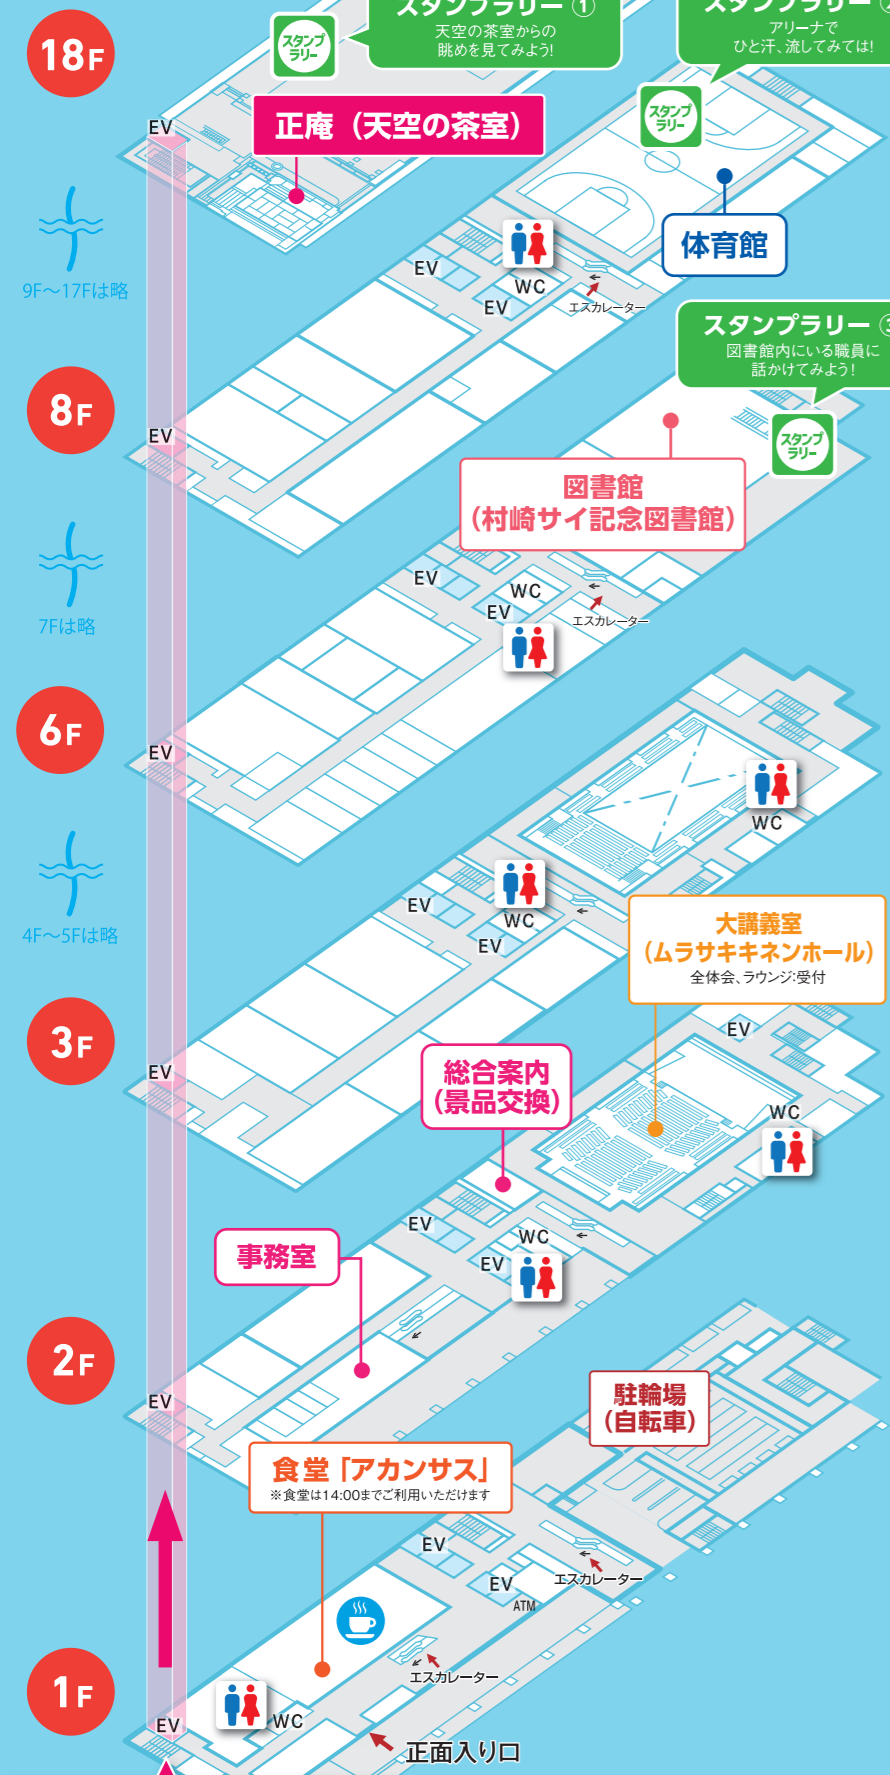 スタンプラリー ①
天空の茶室からの
眺めを見てみよう!
スタンプラリー
アリーナで
ひと汗、流してみては!
18F
スタンプ
ラリー
スタンプ
ラリー
EV
正庵（天空の茶室）
体育館
9F〜17Fは略
EV
WC
EV
エスカレーター
スタンプラリー ③
図書館内にいる職員に
話かけてみよう!
8F
EV
スタンプ
ラリー
図書館
（村崎サイ記念図書館）
7Fは略
EV
WC
EV
エスカレーター
6F
EV
WC
4F〜5Fは略
EV
WC
EV
大講義室
（ムラサキキネンホール）
全体会、ラウンジ:受付
3F
EV
EV
総合案内
（景品交換）
WC
EV
WC
EV
事務室
2F
EV
駐輪場
（自転車）
食堂「アカンサス」
※食堂は14:00までご利用いただけます
EV
EV
エスカレーター
ATM
エスカレーター
1F
EV
WC
正面入り口